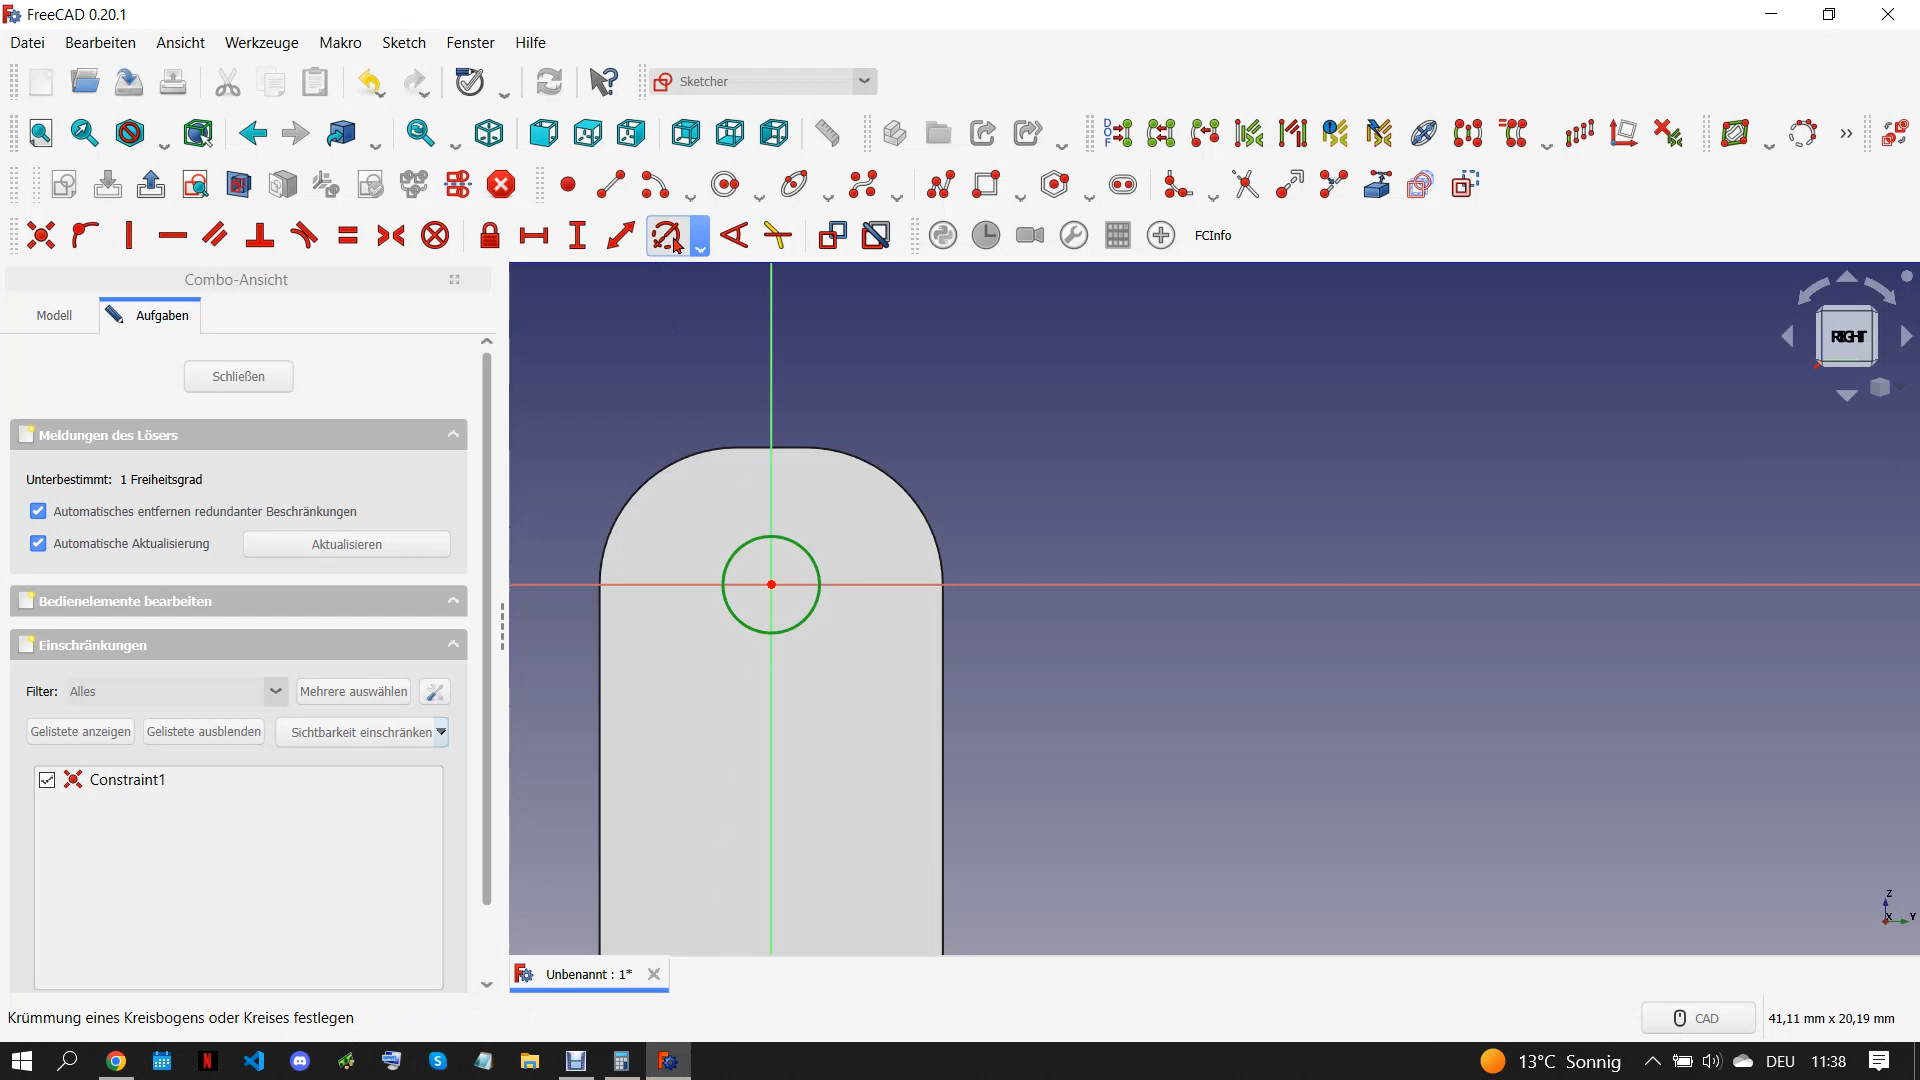 FreeCAD 0.20.1
Datei Bearbeiten Ansicht Werkzeuge Makro Sketch Fenster Hilfe
Sketcher
DOF
FCInfo
Combo-Ansicht
Modell Aufgaben
Schließen
Meldungen des Lösers
Unterbestimmt: 1 Freiheitsgrad
Automatisches entfernen redundanter Beschränkungen
Automatische Aktualisierung Aktualisieren
Bedienelemente bearbeiten
Einschränkungen
Filter: Alles Mehrere auswählen
Gelistete anzeigen Gelistete ausblenden Sichtbarkeit einschränken
Constraint1
RIGHT
Z
X Y
Unbenannt : 1*
Krümmung eines Kreisbogens oder Kreises festlegen
CAD 41,11 mm x 20,19 mm
13°C Sonnig DEU 11:38